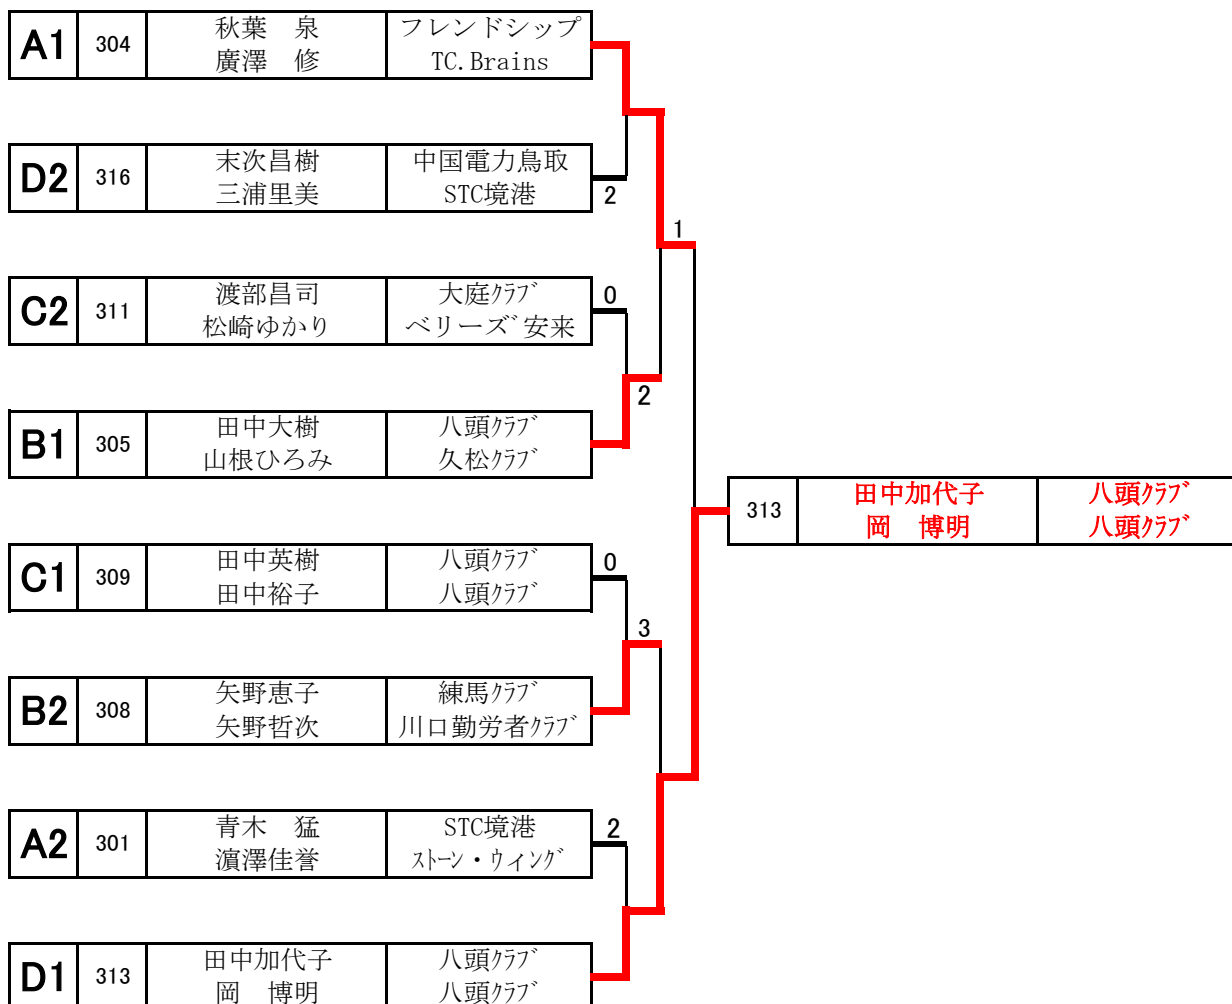 A1 304 秋葉　泉 フレンドシップ
廣澤　修 TC.Brains
D2 316 末次昌樹 中国電力鳥取
三浦里美 STC境港
2
1
C2 311 渡部昌司 大庭ｸﾗﾌﾞ 0
松崎ゆかり ベリーズﾞ安来
2
B1 305 田中大樹 八頭ｸﾗﾌﾞ
山根ひろみ 久松ｸﾗﾌﾞ
313 田中加代子 八頭ｸﾗﾌﾞ
岡　博明 八頭ｸﾗﾌﾞ
C1 309 田中英樹 八頭ｸﾗﾌﾞ 0
田中裕子 八頭ｸﾗﾌﾞ
3
B2 308 矢野恵子 練馬ｸﾗﾌﾞ
矢野哲次 川口勤労者ｸﾗﾌﾞ
A2 301 青木　猛 STC境港 2
濵澤佳誉 ｽﾄｰﾝ・ウィングﾞ
D1 313 田中加代子 八頭ｸﾗﾌﾞ
岡　博明 八頭ｸﾗﾌﾞ